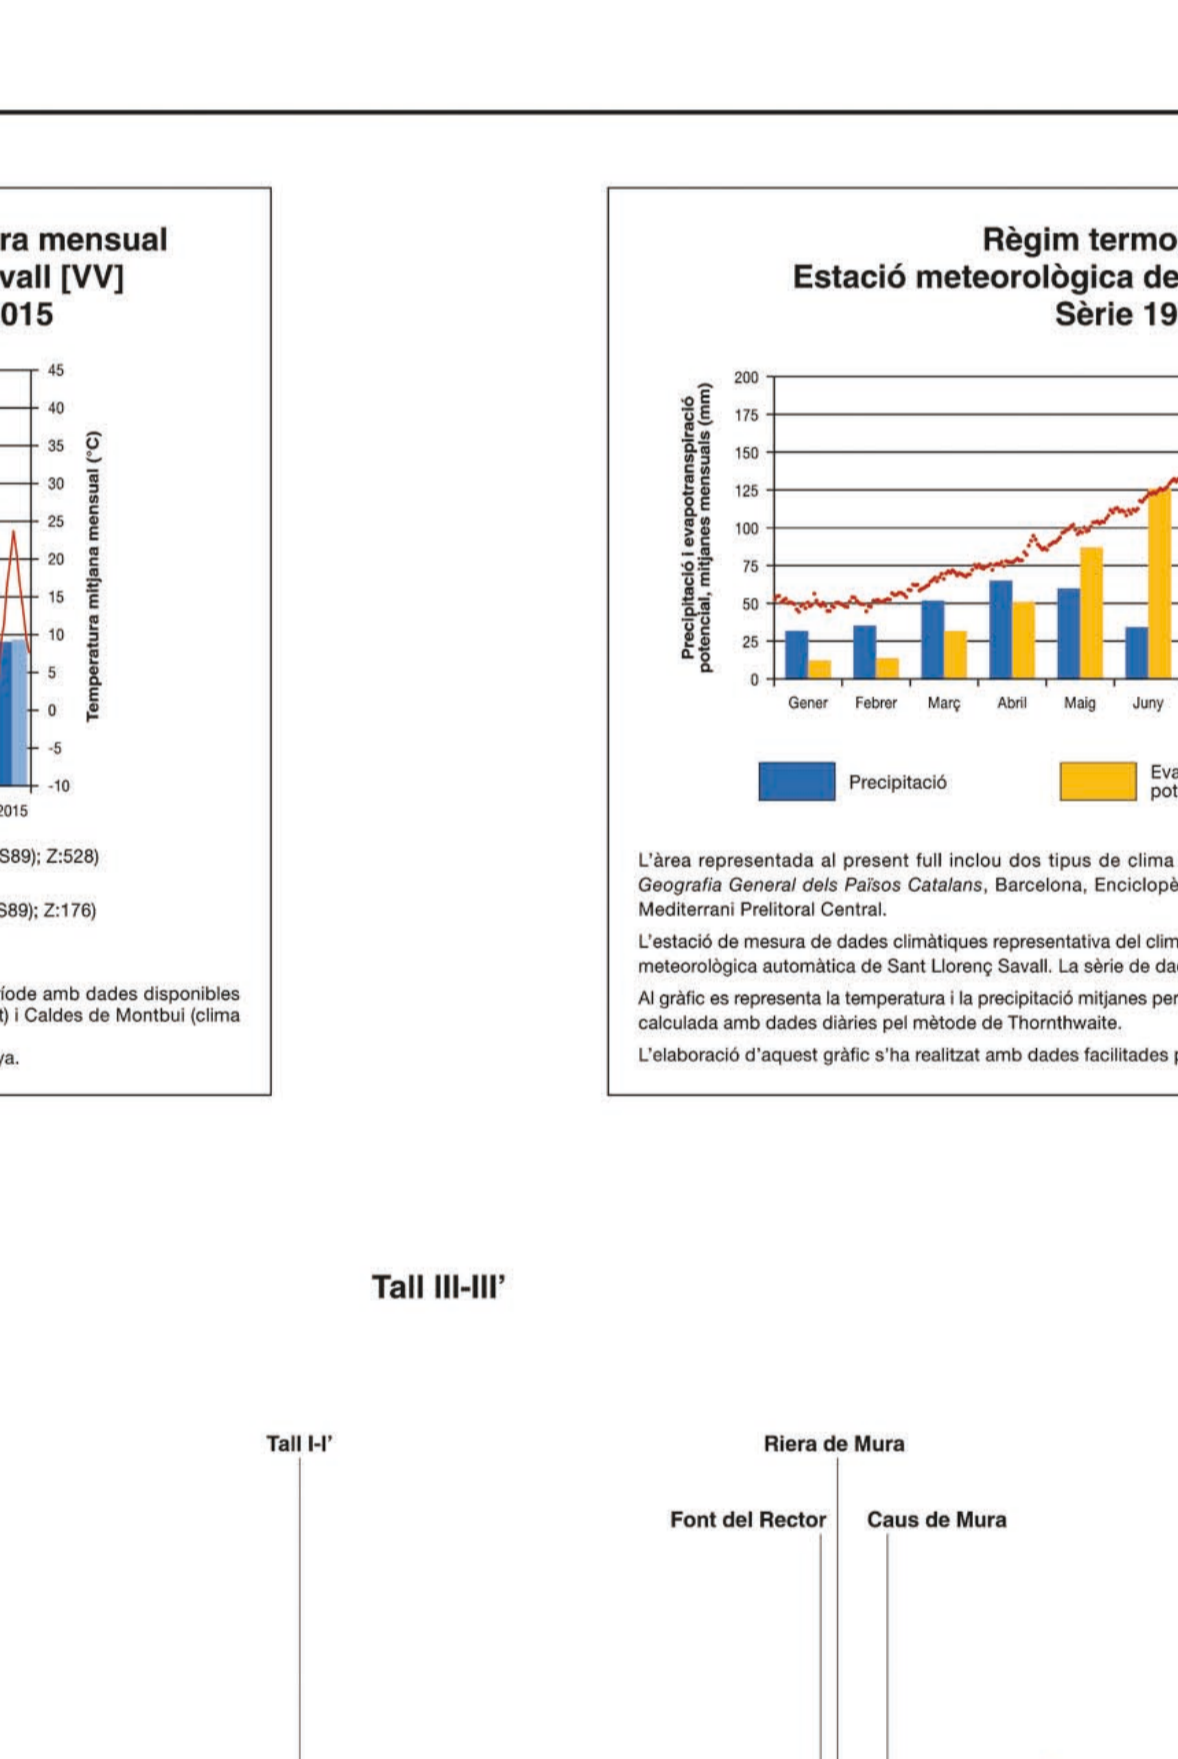 ra mensual
vall [VV]
015
45
40
35
30
25
20
15
10
5
0
-5
-10
Temperatura mitjana mensual (°C)
2015
S89); Z:528)
S89); Z:176)
íode amb dades disponibles
t) i Caldes de Montbui (clima
ya.
Règim termo
Estació meteorològica de
Sèrie 19
Precipitació i evapotranspiració
potencial, mitjanes mensuals (mm)
200
175
150
125
100
75
50
25
0
Gener Febrer Març Abril Maig Juny
Precipitació
Eva
pot
L'àrea representada al present full inclou dos tipus de clima
Geografia General dels Països Catalans, Barcelona, Enciclopè
Mediterrani Prelitoral Central.
L'estació de mesura de dades climàtiques representativa del clim
meteorològica automàtica de Sant Llorenç Savall. La sèrie de da
Al gràfic es representa la temperatura i la precipitació mitjanes per
calculada amb dades diàries pel mètode de Thornthwaite.
L'elaboració d'aquest gràfic s'ha realitzat amb dades facilitades p
Tall III-III'
Tall I-I'
Riera de Mura
Font del Rector
Caus de Mura